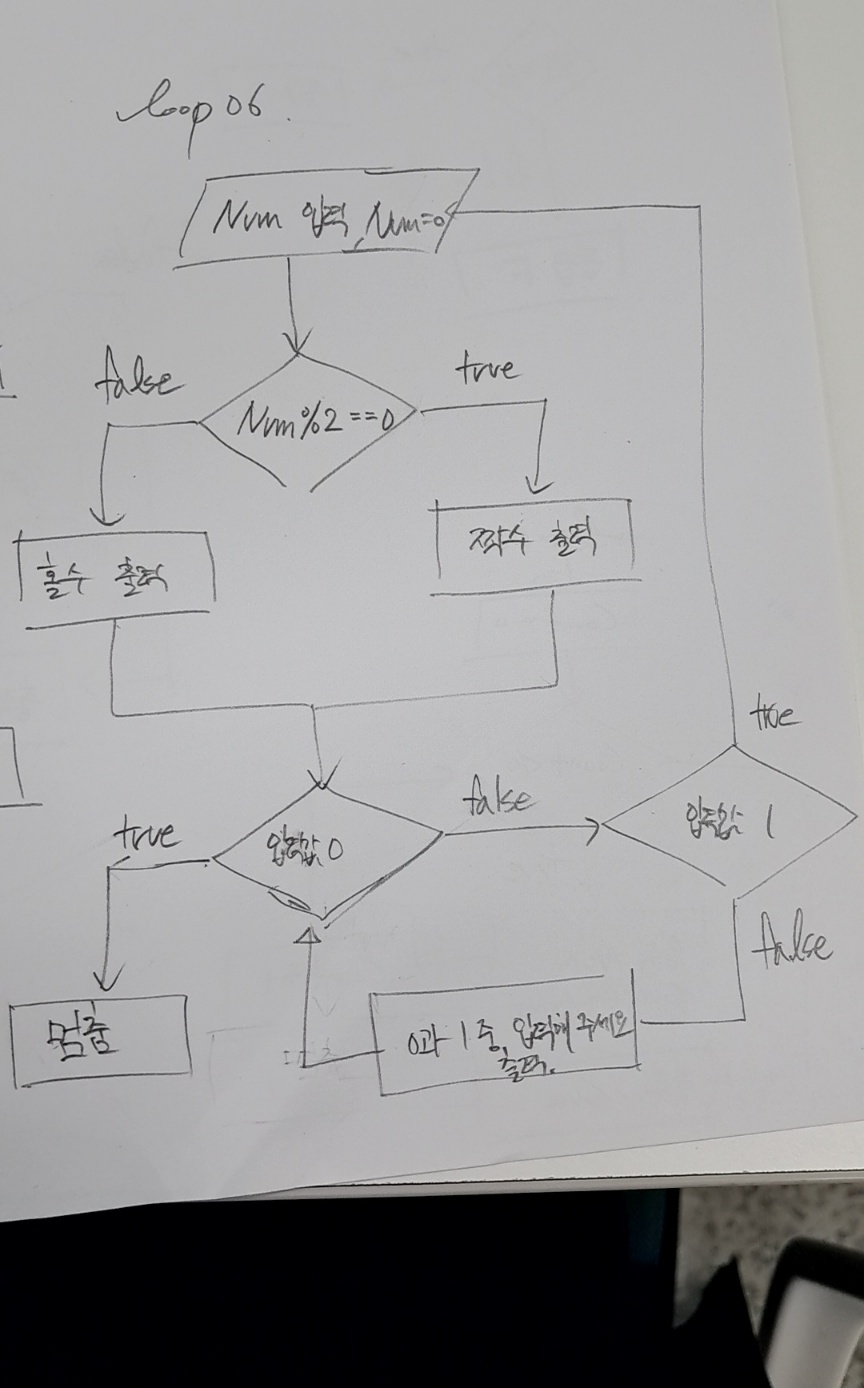 loop 06.
Num 입력, Num=0
false
true
Num%2==0
홀수 출력
짝수 출력
true
true
false
입력값 0
입력값 1
false
멈춤
0과 1 중, 입력해 주세요
출력.